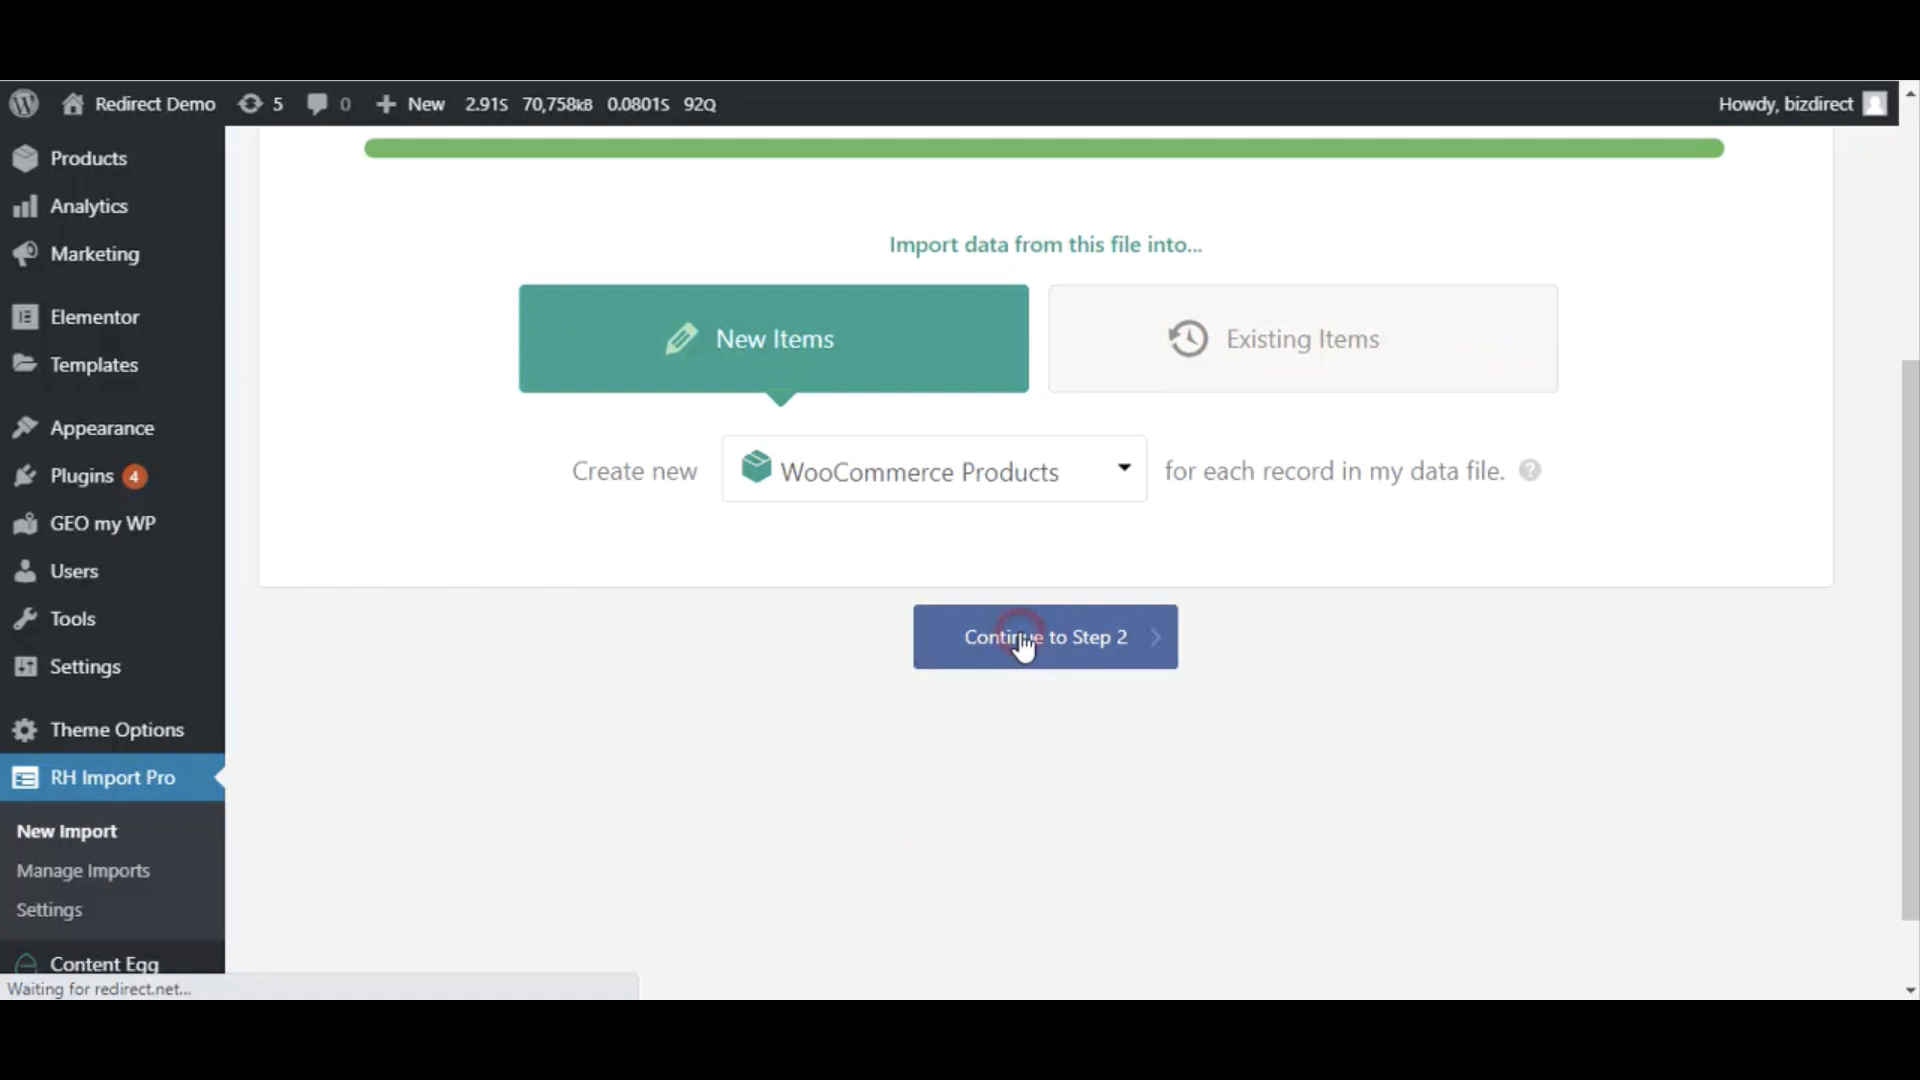 Redirect Demo 5 0 New 2.91S 70,758KB 0.0801S 92Q Howdy, bizdirect
Products
Analytics
Marketing
Elementor
Templates
Appearance
Plugins 4
GEO my WP
Users
Tools
Settings
Theme Options
RH Import Pro
New Import
Manage Imports
Settings
Content Egg
Waiting for redirect.net...
Import data from this file into...
New Items Existing Items
Create new WooCommerce Products for each record in my data file. ?
Continue to Step 2